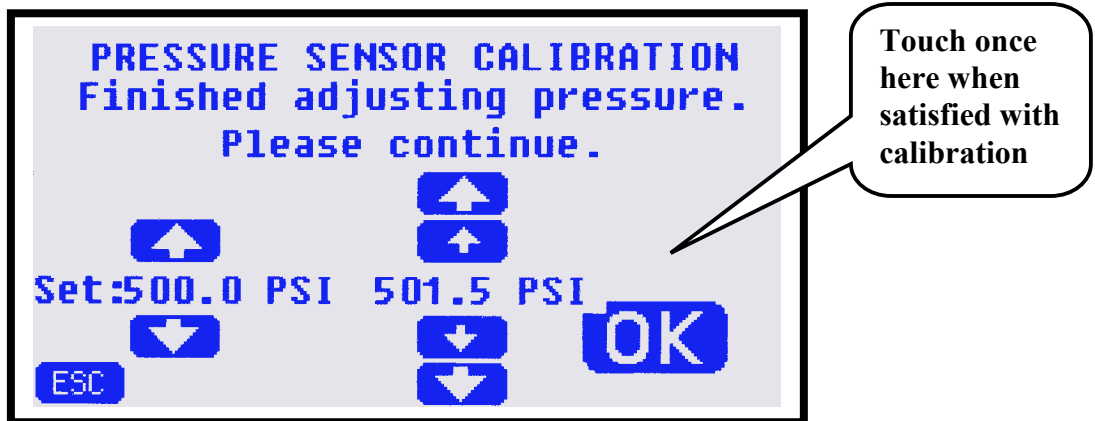 PRESSURE SENSOR CALIBRATION
Finished adjusting pressure.
Please continue.
Set:500.0 PSI 501.5 PSI
OK
ESC
Touch once
here when
satisfied with
calibration